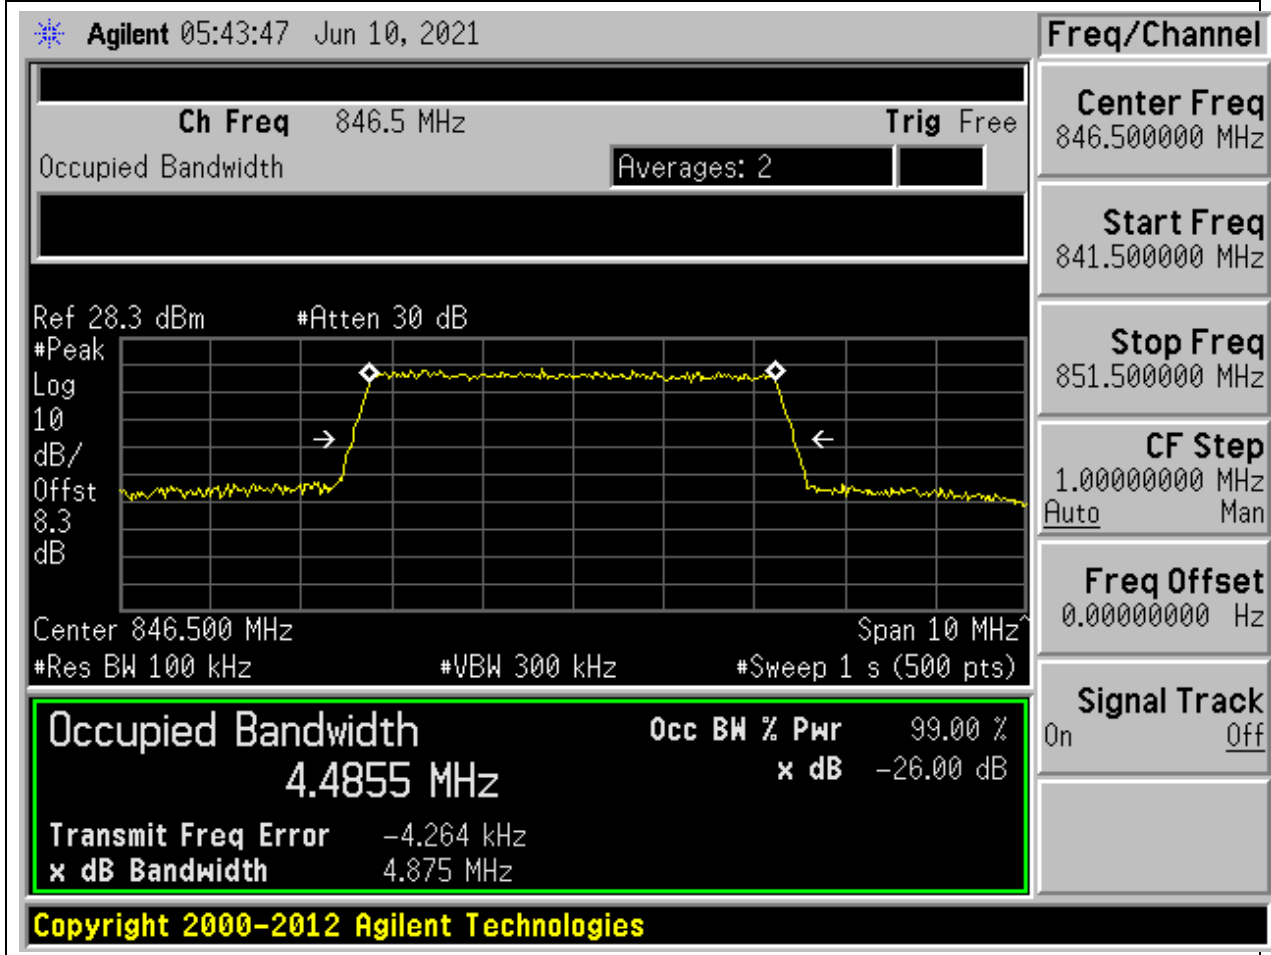 Agilent 05:43:47 Jun 10, 2021
Freq/Channel
Ch Freq 846.5 MHz Trig Free
Occupied Bandwidth Averages: 2
Center Freq
846.500000 MHz
Start Freq
841.500000 MHz
Stop Freq
851.500000 MHz
CF Step
1.00000000 MHz
Auto Man
Freq Offset
0.00000000 Hz
Signal Track
On Off
Ref 28.3 dBm #Atten 30 dB
#Peak
Log
10
dB/
Offst
8.3
dB
Center 846.500 MHz Span 10 MHz^
#Res BW 100 kHz #VBW 300 kHz #Sweep 1 s (500 pts)
Occupied Bandwidth
4.4855 MHz
Occ BW % Pwr 99.00 %
x dB -26.00 dB
Transmit Freq Error -4.264 kHz
x dB Bandwidth 4.875 MHz
Copyright 2000-2012 Agilent Technologies